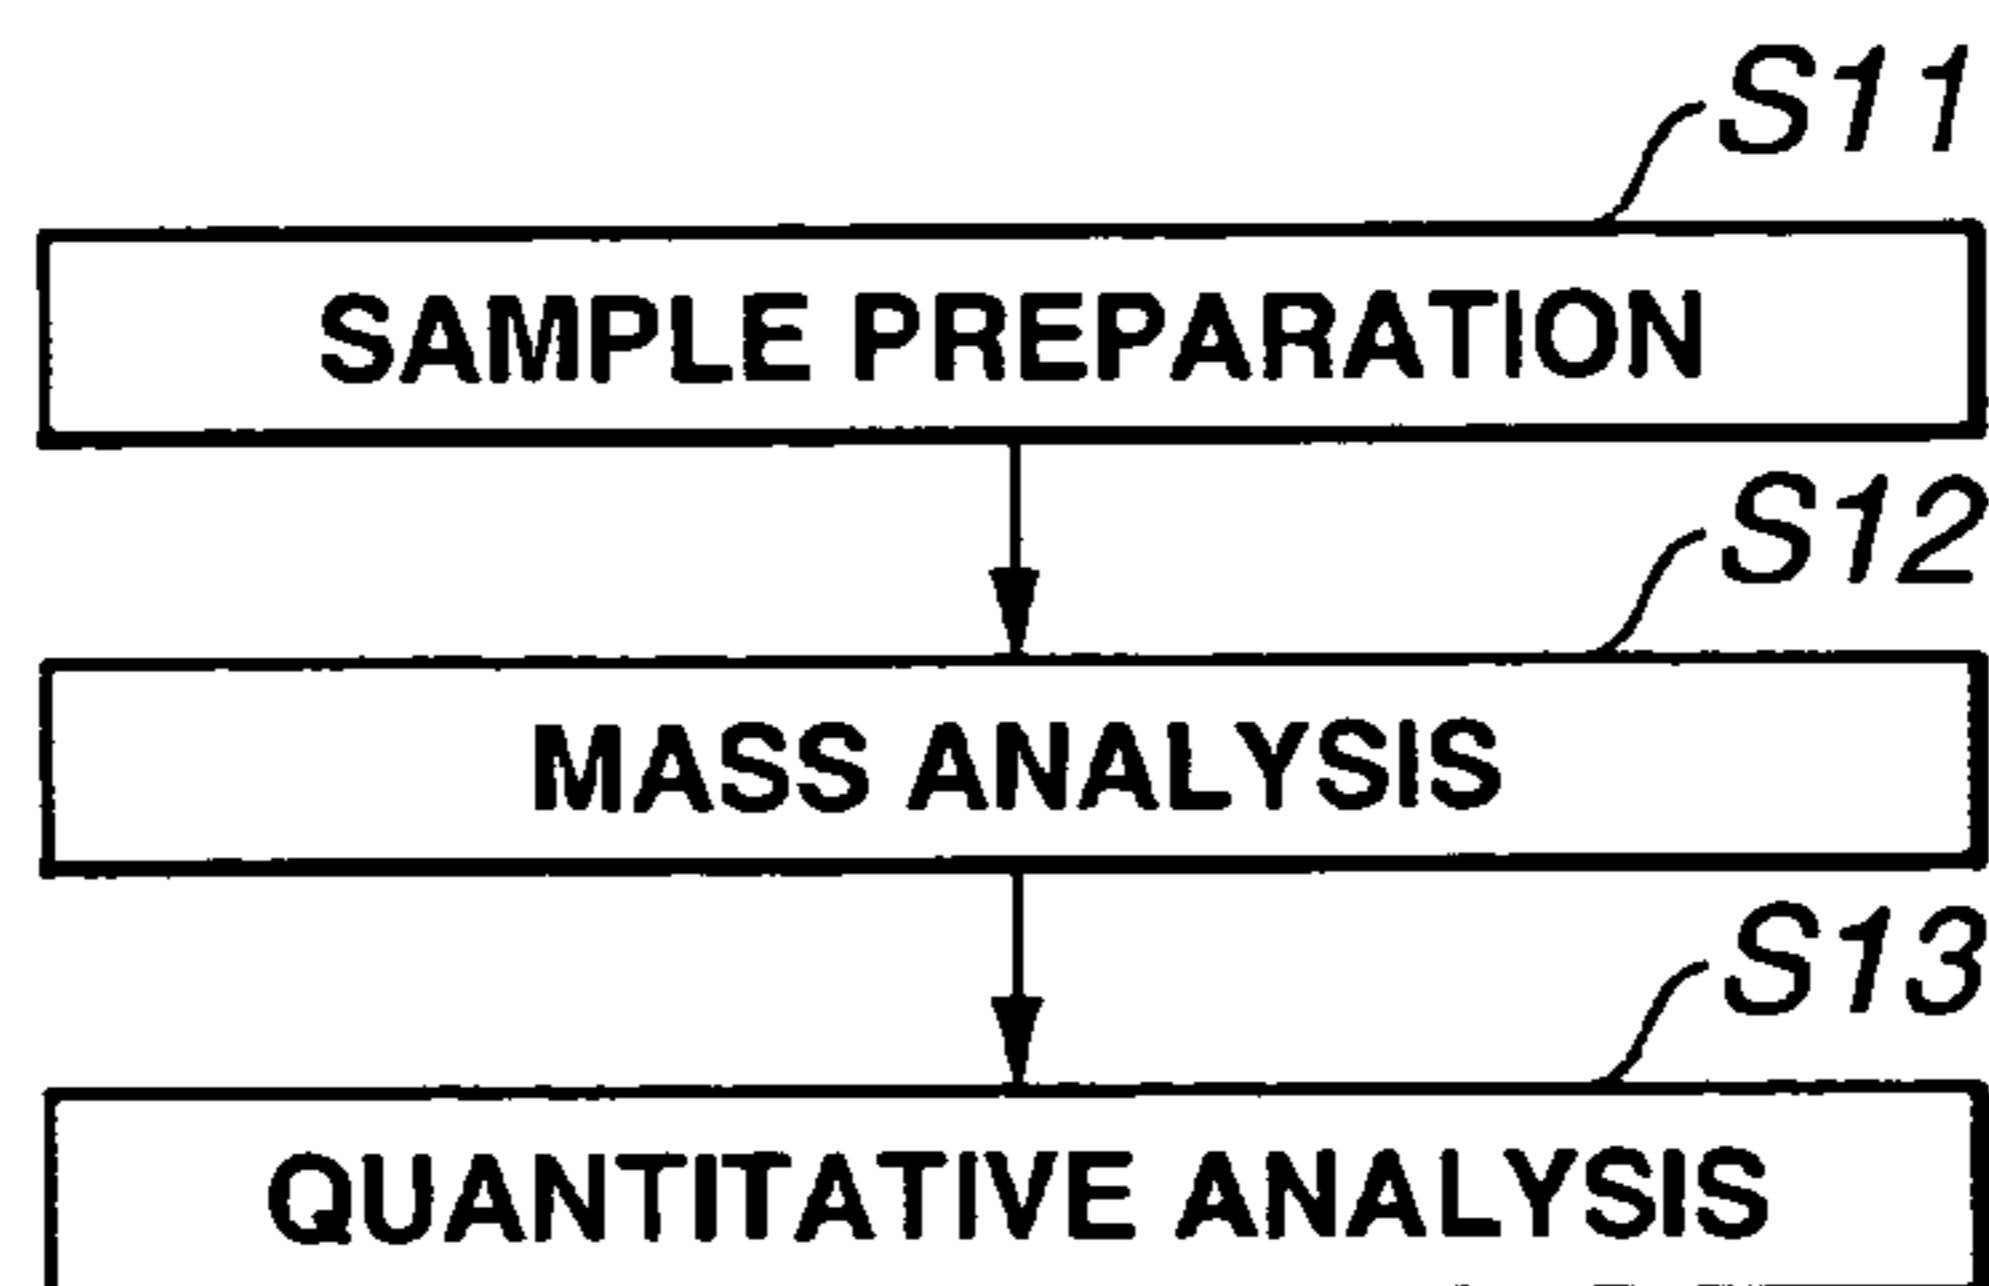 S11
SAMPLE PREPARATION
S12
MASS ANALYSIS
S13
QUANTITATIVE ANALYSIS